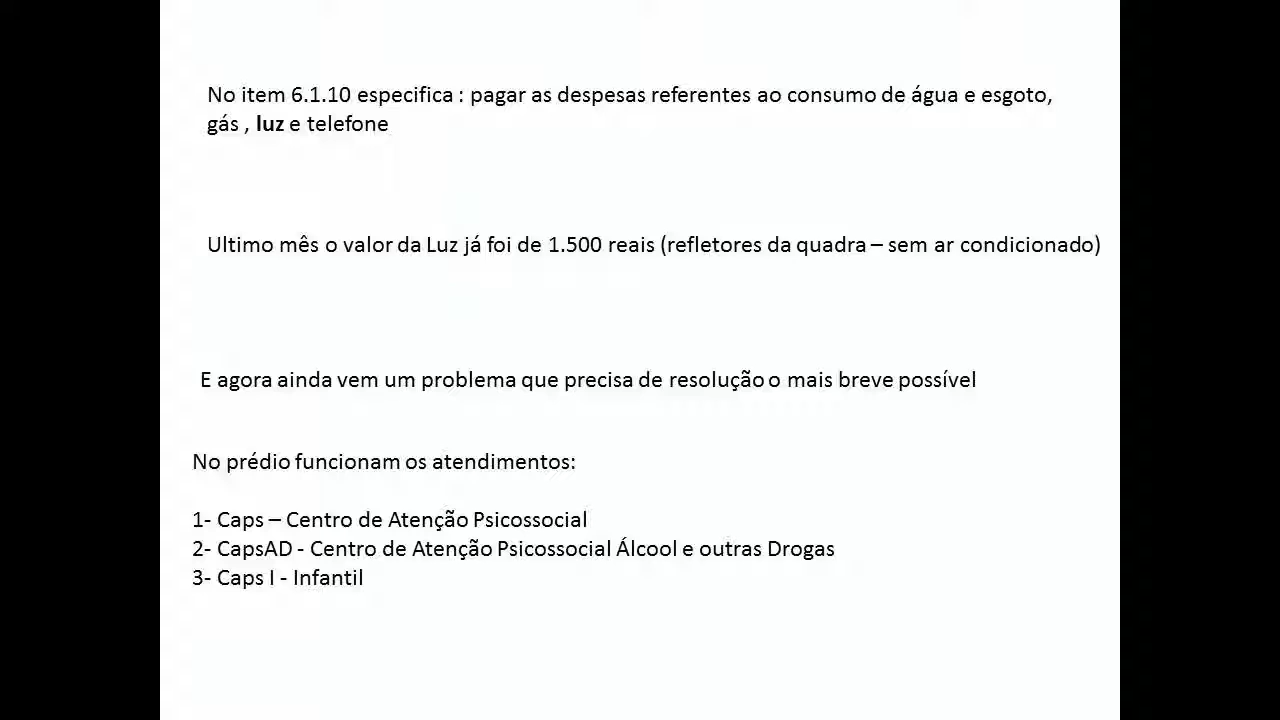 No item 6.1.10 especifica : pagar as despesas referentes ao consumo de água e esgoto,
gás , luz e telefone
Ultimo mês o valor da Luz já foi de 1.500 reais (refletores da quadra – sem ar condicionado)
E agora ainda vem um problema que precisa de resolução o mais breve possível
No prédio funcionam os atendimentos:
1- Caps – Centro de Atenção Psicossocial
2- CapsAD - Centro de Atenção Psicossocial Álcool e outras Drogas
3- Caps I - Infantil